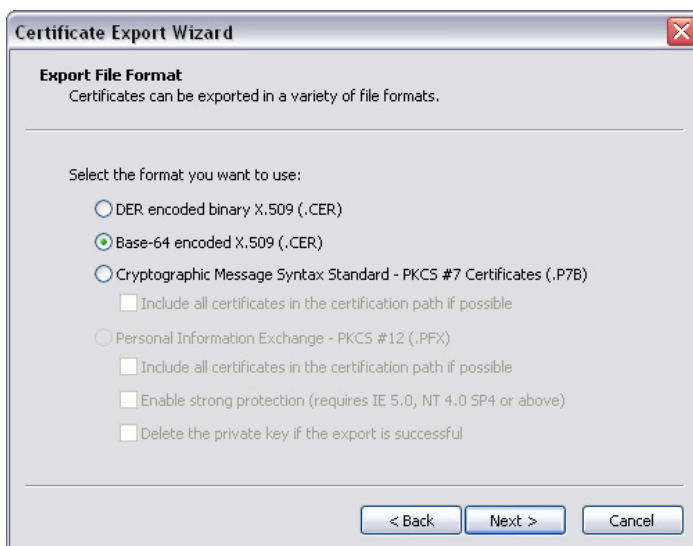 Certificate Export Wizard
Export File Format
Certificates can be exported in a variety of file formats.
Select the format you want to use:
DER encoded binary X.509 (.CER)
Base-64 encoded X.509 (.CER)
Cryptographic Message Syntax Standard - PKCS #7 Certificates (.P7B)
Include all certificates in the certification path if possible
Personal Information Exchange - PKCS #12 (.PFX)
Include all certificates in the certification path if possible
Enable strong protection (requires IE 5.0, NT 4.0 SP4 or above)
Delete the private key if the export is successful
< Back Next > Cancel